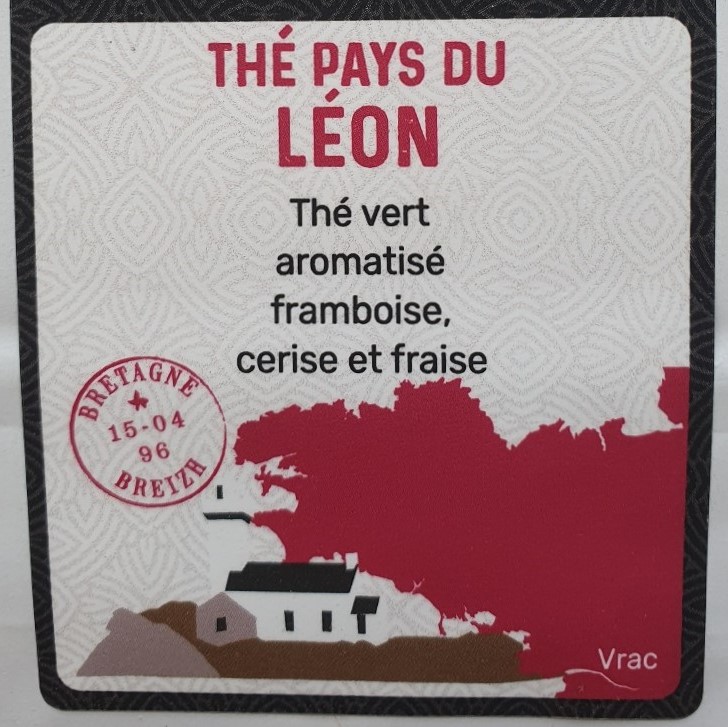 THÉ PAYS DU
LÉON
Thé vert
aromatisé
framboise,
cerise et fraise
BRETAGNE
15-04
96
BREIZH
Vrac